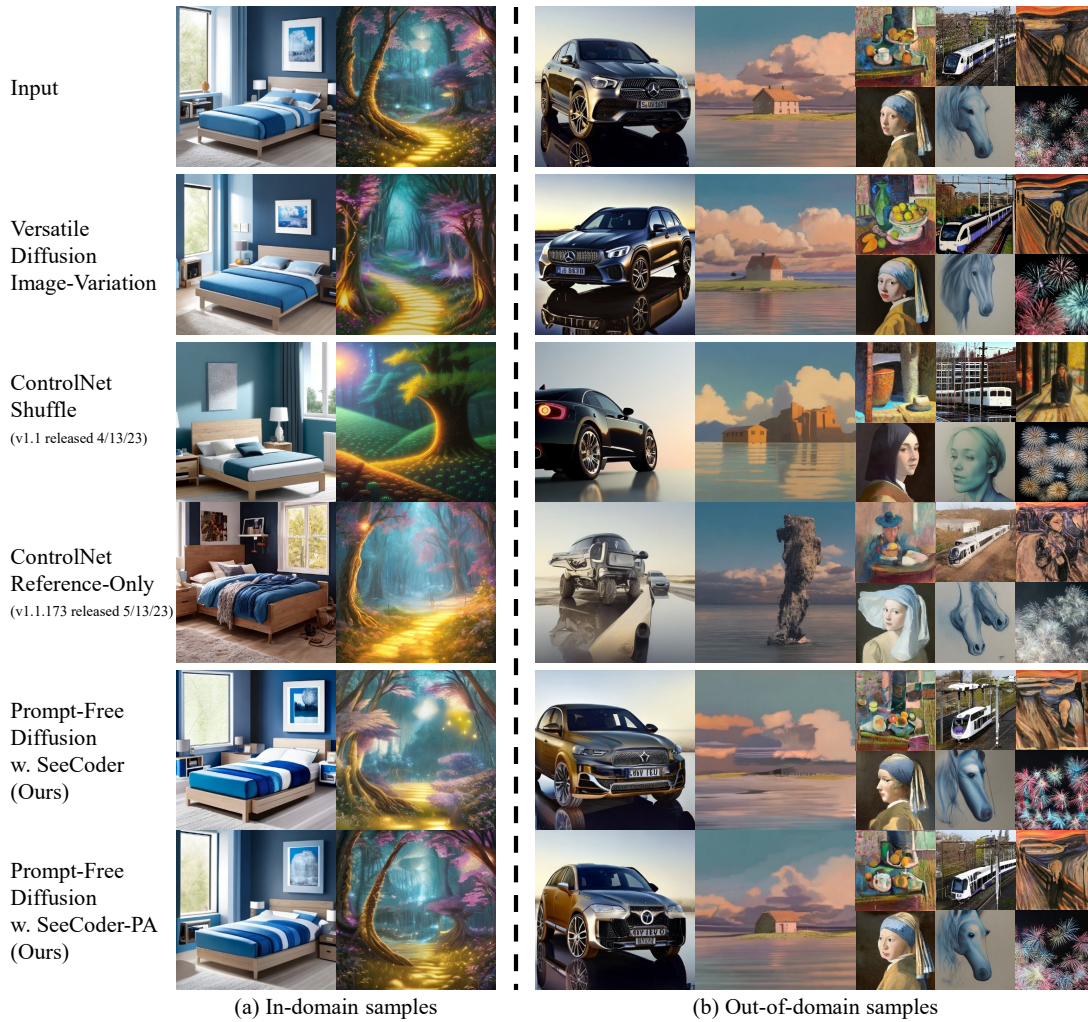 Input
Versatile
Diffusion
Image-Variation
ControlNet
Shuffle
(v1.1 released 4/13/23)
ControlNet
Reference-Only
(v1.1.173 released 5/13/23)
Prompt-Free
Diffusion
w. SeeCoder
(Ours)
Prompt-Free
Diffusion
w. SeeCoder-PA
(Ours)
(a) In-domain samples
(b) Out-of-domain samples